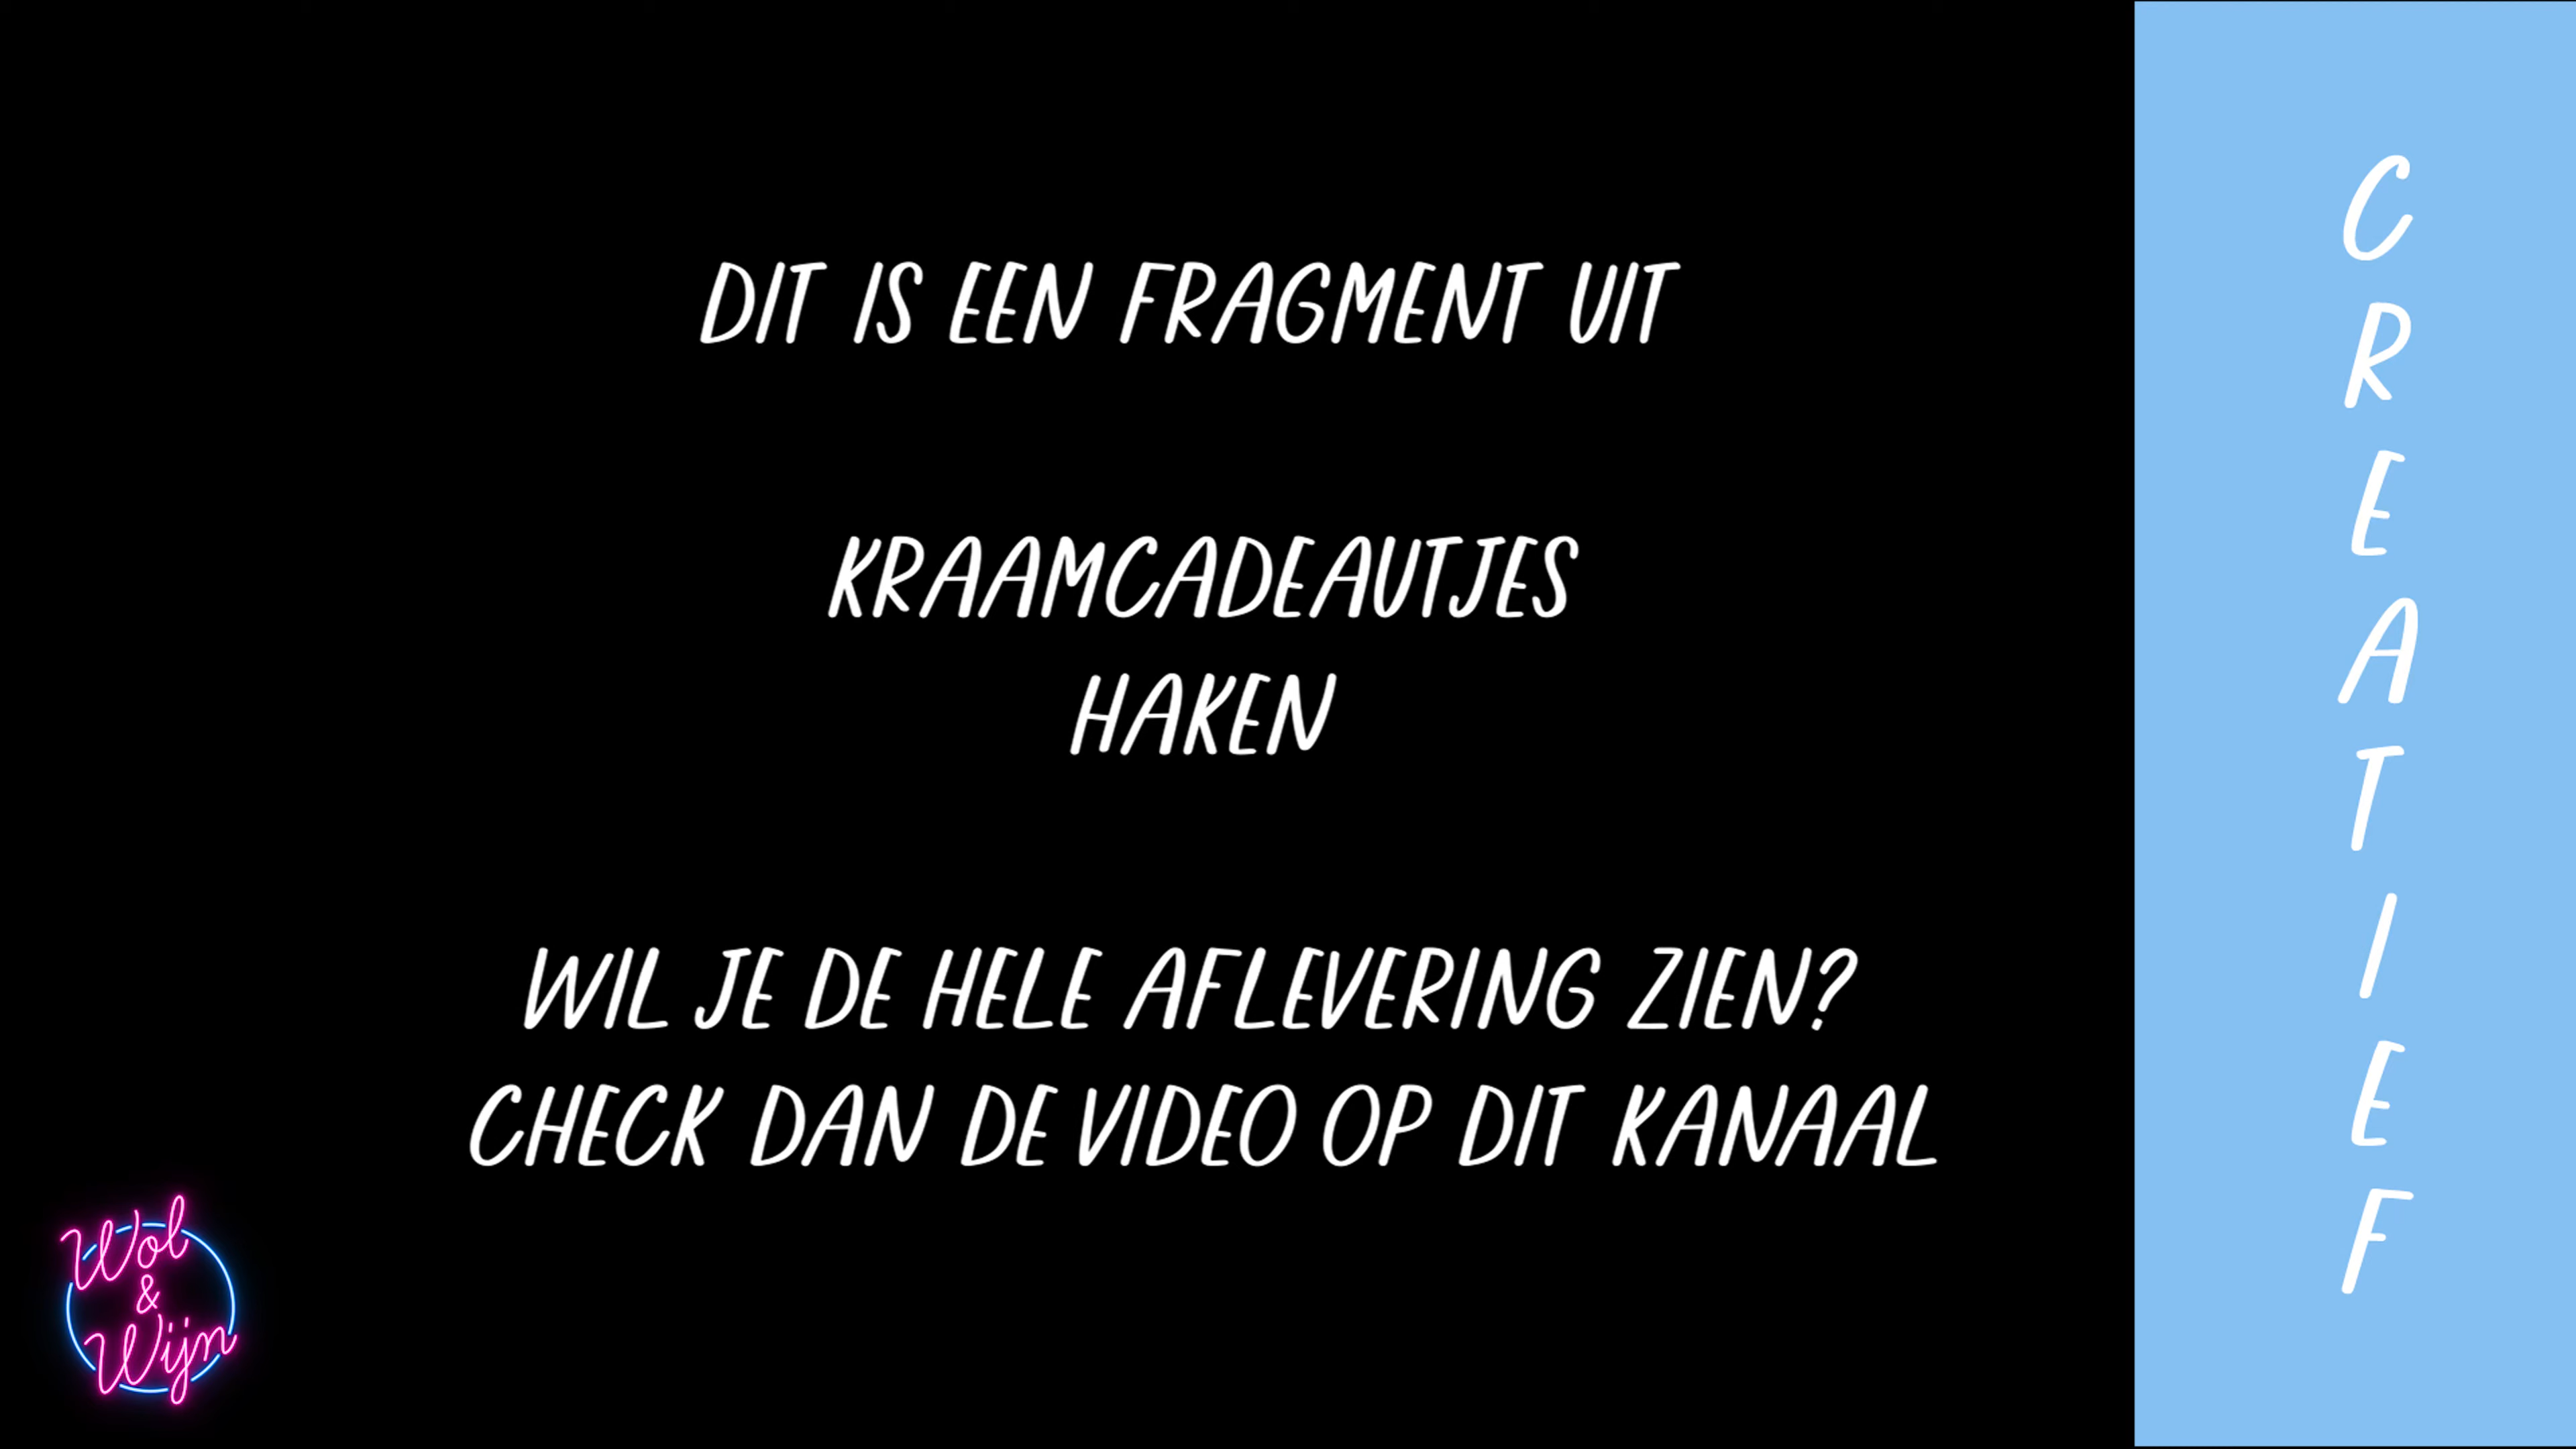 DIT IS EEN FRAGMENT UIT
KRAAMCADEAUTJES
HAKEN
WIL JE DE HELE AFLEVERING ZIEN?
CHECK DAN DE VIDEO OP DIT KANAAL
CREATIEF
Wol
&
Wijn